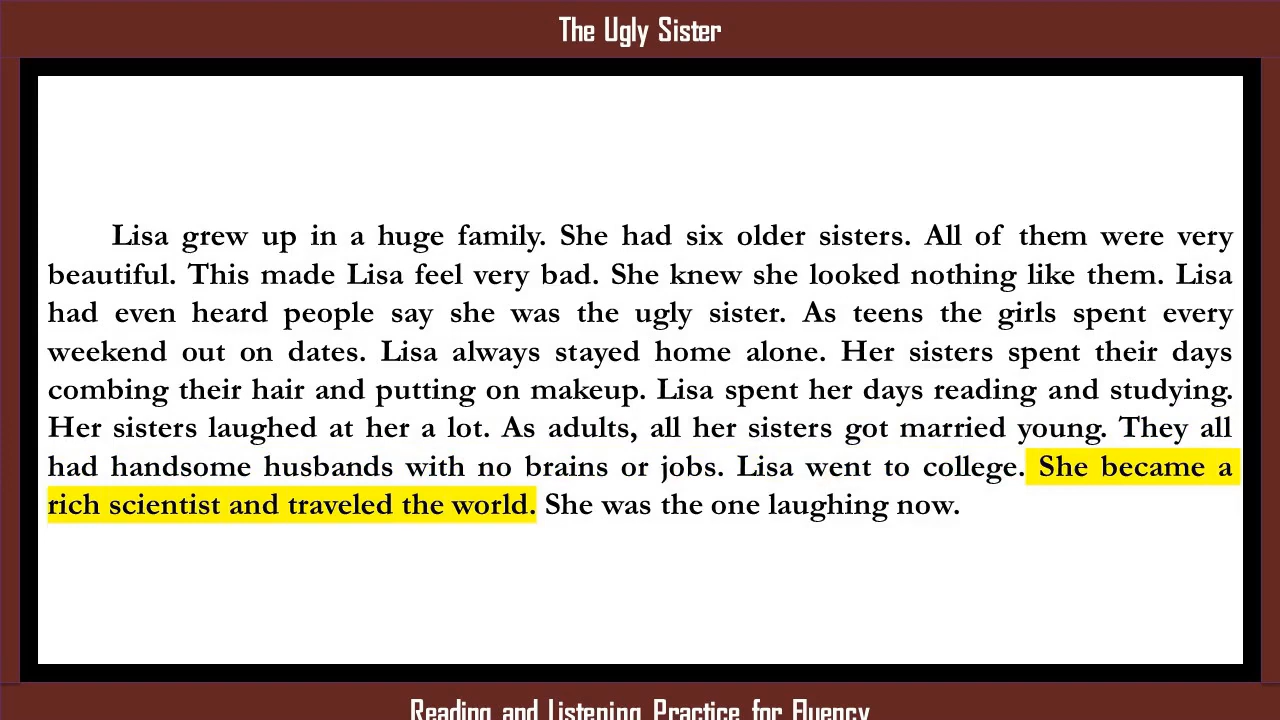 The Ugly Sister
Lisa grew up in a huge family. She had six older sisters. All of them were very
beautiful. This made Lisa feel very bad. She knew she looked nothing like them. Lisa
had even heard people say she was the ugly sister. As teens the girls spent every
weekend out on dates. Lisa always stayed home alone. Her sisters spent their days
combing their hair and putting on makeup. Lisa spent her days reading and studying.
Her sisters laughed at her a lot. As adults, all her sisters got married young. They all
had handsome husbands with no brains or jobs. Lisa went to college. She became a
rich scientist and traveled the world. She was the one laughing now.
Reading and Listening Practice for Fluency